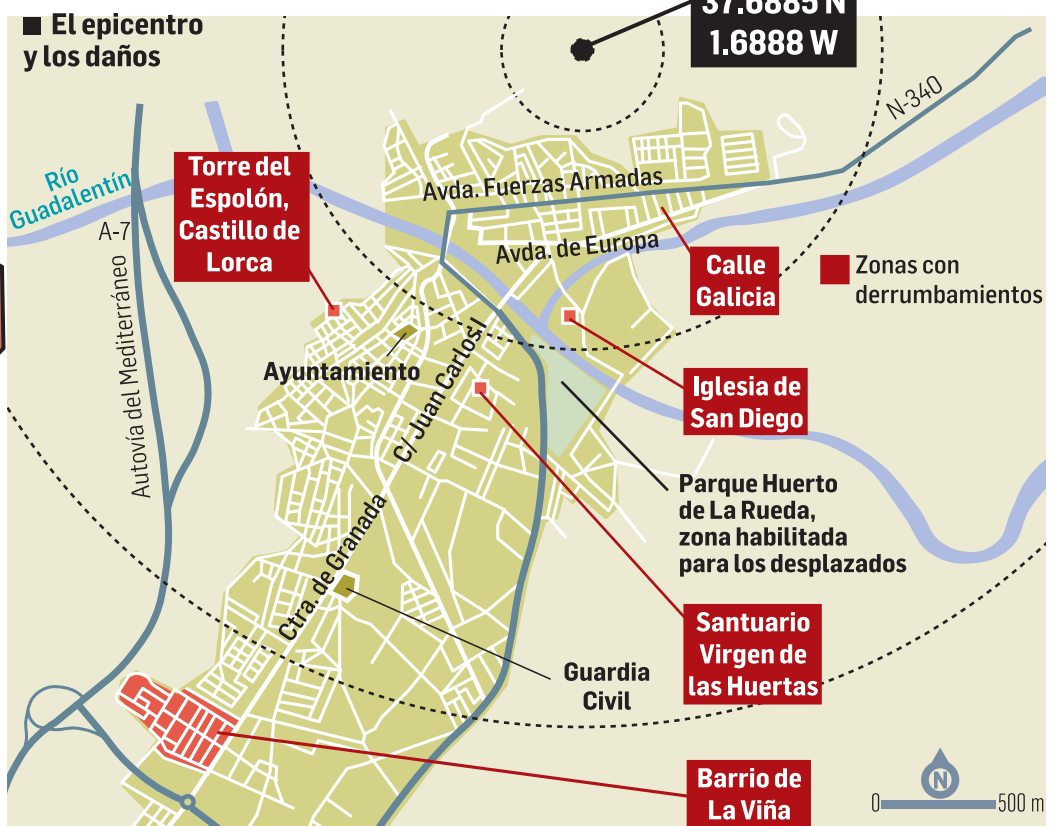 ■ El epicentro
y los daños
37.6885 N
1.6888 W
N-340
Río
Guadalentín
Torre del
Espolón,
Castillo de
Lorca
Avda. Fuerzas Armadas
A-7
Avda. de Europa
Calle
Galicia
Zonas con
derrumbamientos
Autovía del Mediterráneo
Ayuntamiento
C/ Juan Carlos I
Iglesia de
San Diego
Parque Huerto
de La Rueda,
zona habilitada
para los desplazados
Ctra. de Granada
Santuario
Virgen de
las Huertas
Guardia
Civil
Barrio de
La Viña
N
0 500 m